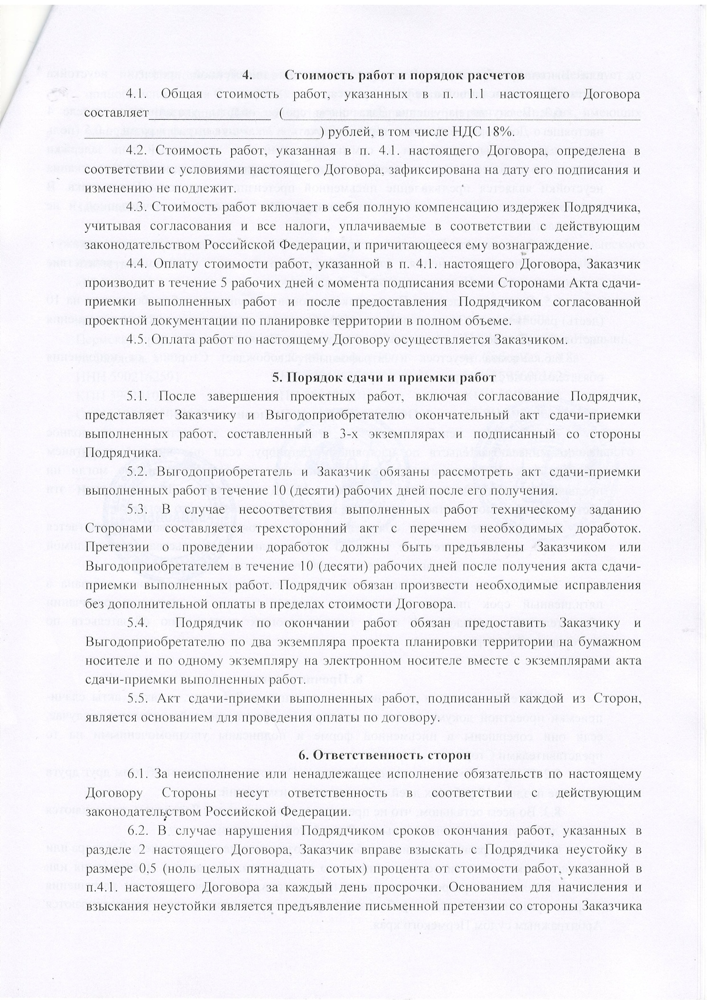 4. Стоимость работ и порядок расчетов
4.1. Общая стоимость работ, указанных в п. 1.1 настоящего Договора
составляет__________________ (_____________________________________________________
___________________________________) рублей, в том числе НДС 18%.
4.2. Стоимость работ, указанная в п. 4.1. настоящего Договора, определена в
соответствии с условиями настоящего Договора, зафиксирована на дату его подписания и
изменению не подлежит.
4.3. Стоимость работ включает в себя полную компенсацию издержек Подрядчика,
учитывая согласования и все налоги, уплачиваемые в соответствии с действующим
законодательством Российской Федерации, и причитающееся ему вознаграждение.
4.4. Оплату стоимости работ, указанной в п. 4.1. настоящего Договора, Заказчик
производит в течение 5 рабочих дней с момента подписания всеми Сторонами Акта сдачи-
приемки выполненных работ и после предоставления Подрядчиком согласованной
проектной документации по планировке территории в полном объеме.
4.5. Оплата работ по настоящему Договору осуществляется Заказчиком.
5. Порядок сдачи и приемки работ
5.1. После завершения проектных работ, включая согласование Подрядчик,
представляет Заказчику и Выгодоприобретателю окончательный акт сдачи-приемки
выполненных работ, составленный в 3-х экземплярах и подписанный со стороны
Подрядчика.
5.2. Выгодоприобретатель и Заказчик обязаны рассмотреть акт сдачи-приемки
выполненных работ в течение 10 (десяти) рабочих дней после его получения.
5.3. В случае несоответствия выполненных работ техническому заданию
Сторонами составляется трехсторонний акт с перечнем необходимых доработок.
Претензии о проведении доработок должны быть предъявлены Заказчиком или
Выгодоприобретателем в течение 10 (десяти) рабочих дней после получения акта сдачи-
приемки выполненных работ. Подрядчик обязан произвести необходимые исправления
без дополнительной оплаты в пределах стоимости Договора.
5.4. Подрядчик по окончании работ обязан предоставить Заказчику и
Выгодоприобретателю по два экземпляра проекта планировки территории на бумажном
носителе и по одному экземпляру на электронном носителе вместе с экземплярами акта
сдачи-приемки выполненных работ.
5.5. Акт сдачи-приемки выполненных работ, подписанный каждой из Сторон,
является основанием для проведения оплаты по договору.
6. Ответственность сторон
6.1. За неисполнение или ненадлежащее исполнение обязательств по настоящему
Договору Стороны несут ответственность в соответствии с действующим
законодательством Российской Федерации.
6.2. В случае нарушения Подрядчиком сроков окончания работ, указанных в
разделе 2 настоящего Договора, Заказчик вправе взыскать с Подрядчика неустойку в
размере 0,5 (ноль целых пятнадцать сотых) процента от стоимости работ, указанной в
п.4.1. настоящего Договора за каждый день просрочки. Основанием для начисления и
взыскания неустойки является предъявление письменной претензии со стороны Заказчика